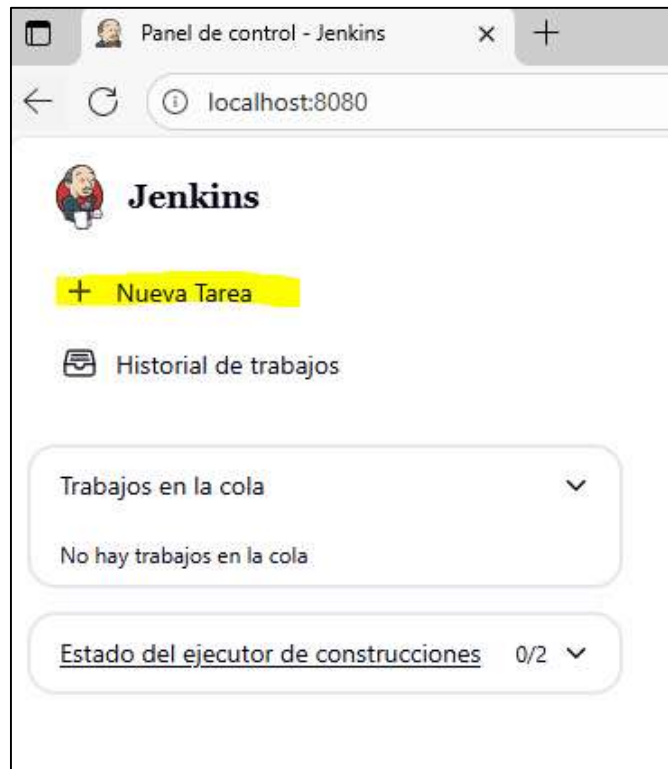 Panel de control - Jenkins
localhost:8080
Jenkins
Nueva Tarea
Historial de trabajos
Trabajos en la cola
No hay trabajos en la cola
Estado del ejecutor de construcciones 0/2